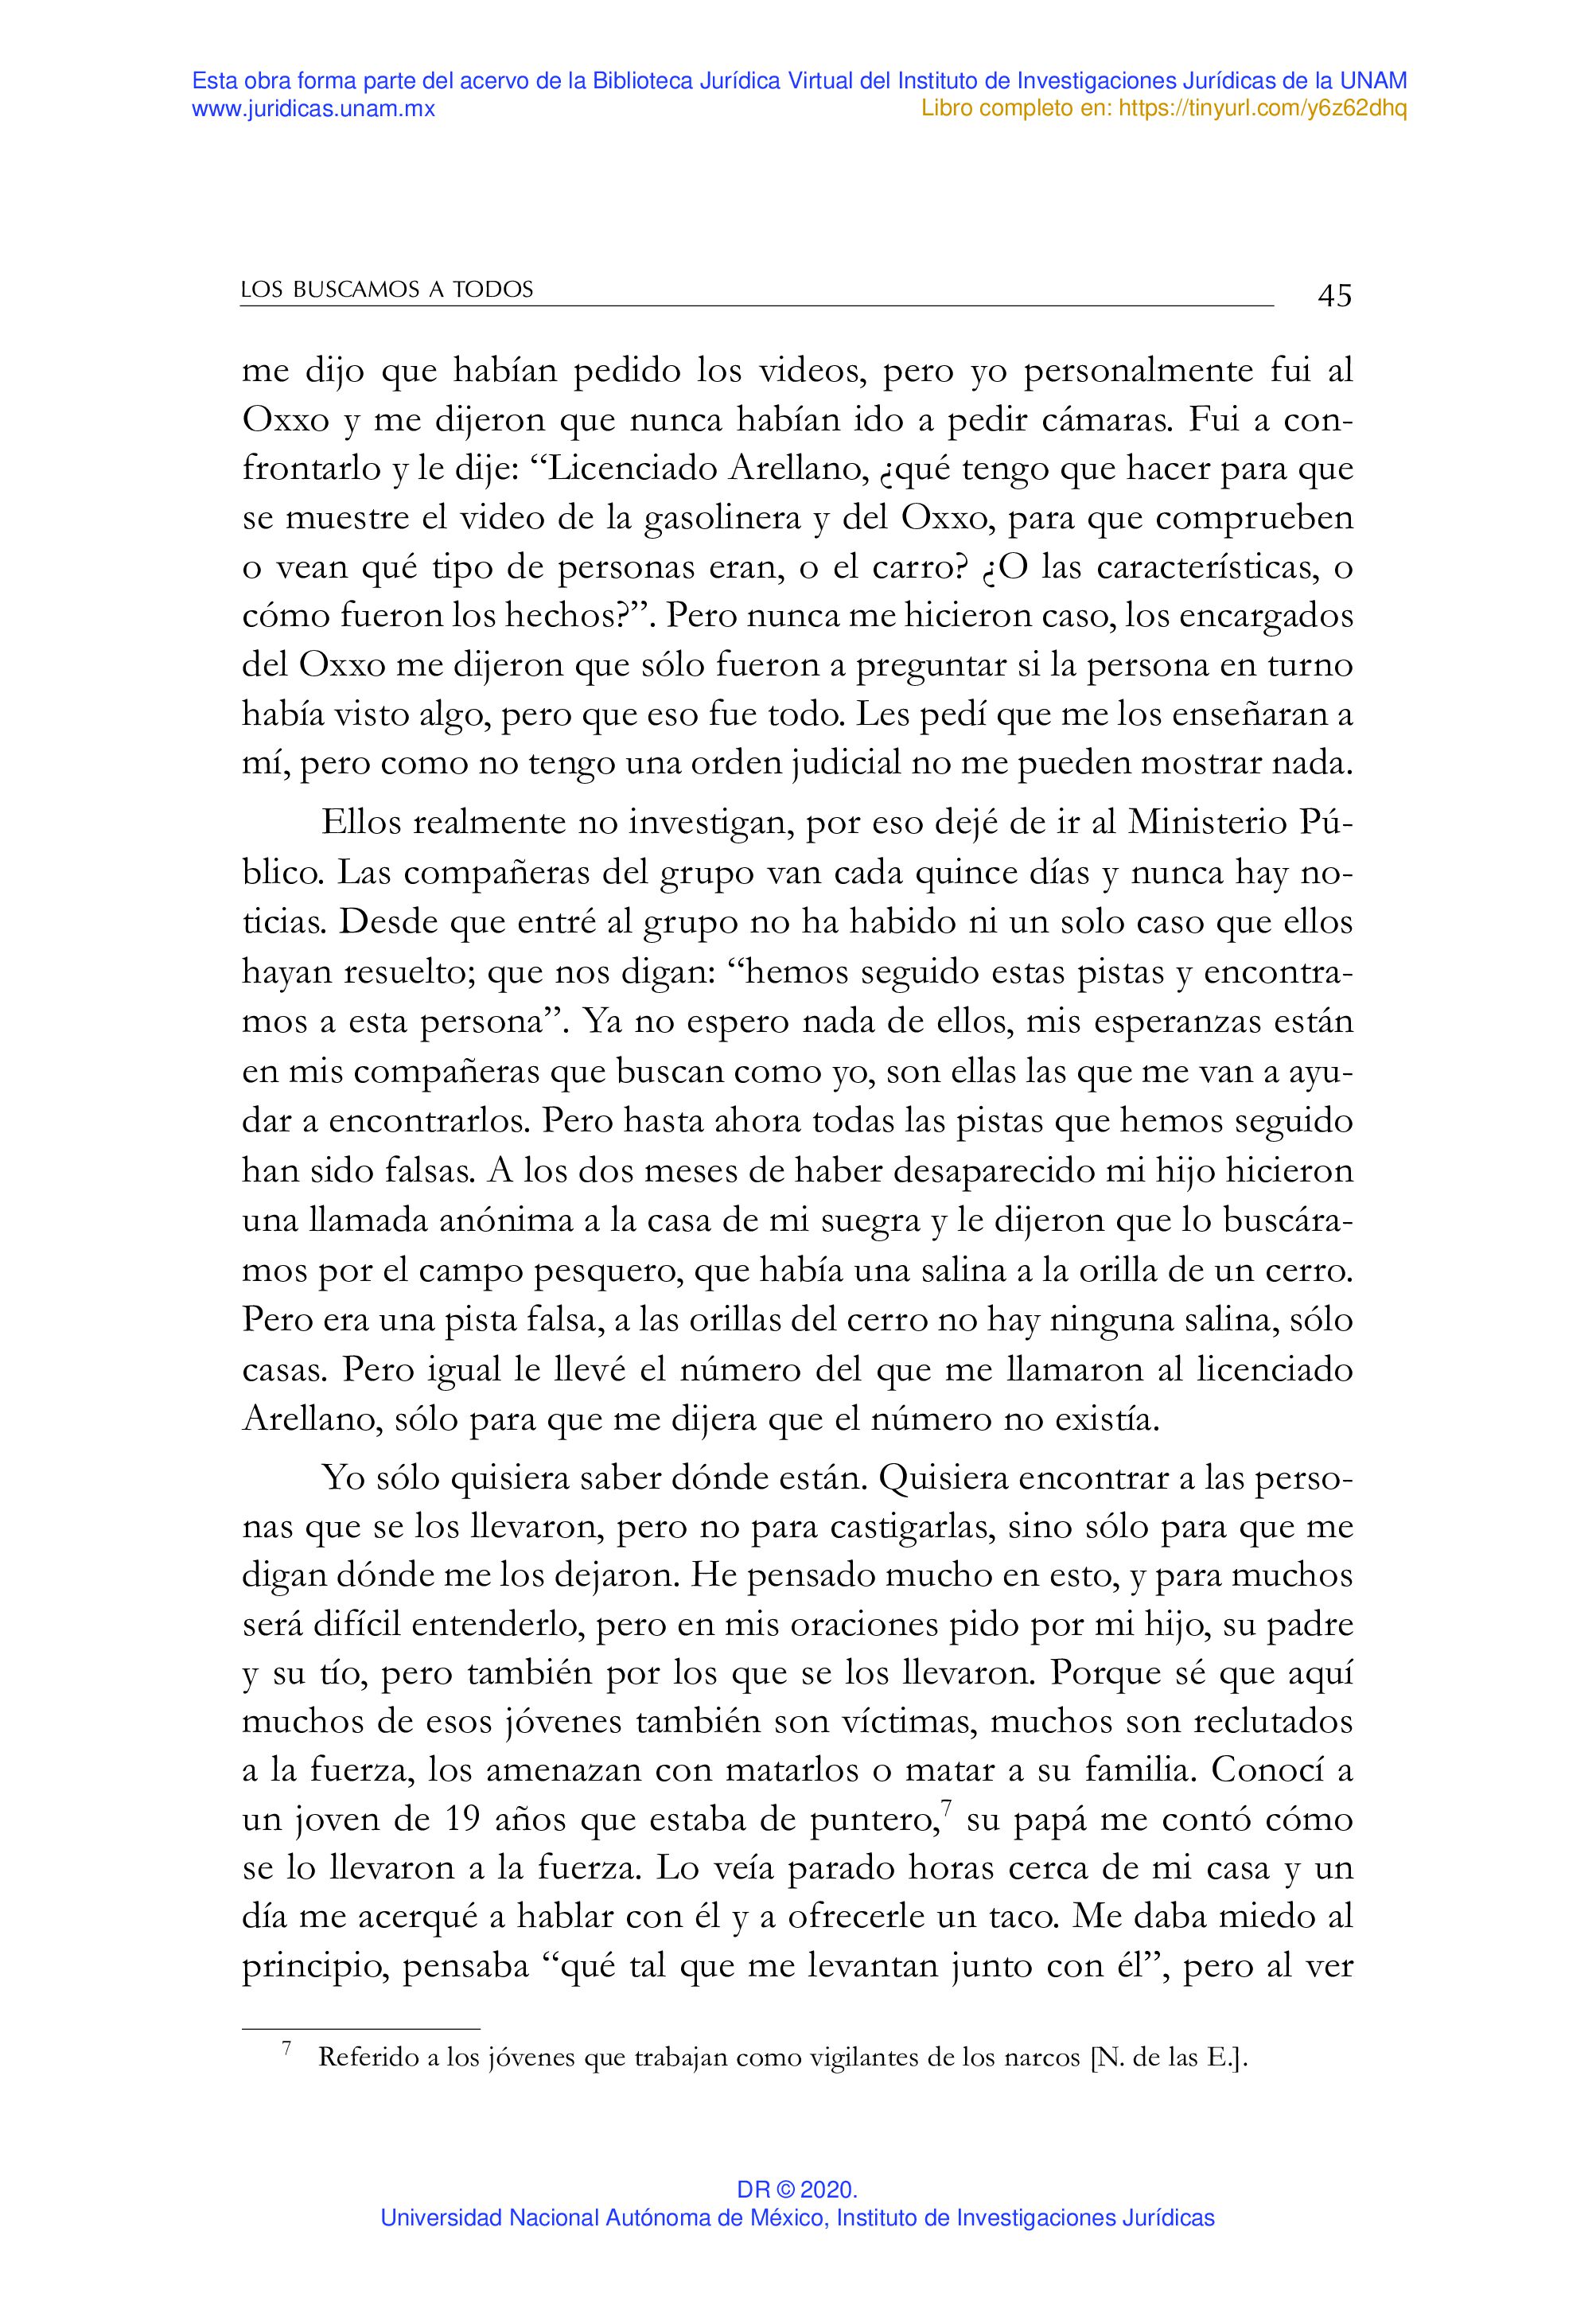 Esta obra forma parte del acervo de la Biblioteca Jurídica Virtual del Instituto de Investigaciones Jurídicas de la UNAM
www.juridicas.unam.mx
Libro completo en: https://tinyurl.com/y6z62dhq
LOS BUSCAMOS A TODOS
45
me dijo que habían pedido los videos, pero yo personalmente fui al
Oxxo y me dijeron que nunca habían ido a pedir cámaras. Fui a con-
frontarlo y le dije: “Licenciado Arellano, ¿qué tengo que hacer para que
se muestre el video de la gasolinera y del Oxxo, para que comprueben
o vean qué tipo de personas eran, o el carro? ¿O las características, o
cómo fueron los hechos?”. Pero nunca me hicieron caso, los encargados
del Oxxo me dijeron que sólo fueron a preguntar si la persona en turno
había visto algo, pero que eso fue todo. Les pedí que me los enseñaran a
mí, pero como no tengo una orden judicial no me pueden mostrar nada.
Ellos realmente no investigan, por eso dejé de ir al Ministerio Pú-
blico. Las compañeras del grupo van cada quince días y nunca hay no-
ticias. Desde que entré al grupo no ha habido ni un solo caso que ellos
hayan resuelto; que nos digan: “hemos seguido estas pistas y encontra-
mos a esta persona”. Ya no espero nada de ellos, mis esperanzas están
en mis compañeras que buscan como yo, son ellas las que me van a ayu-
dar a encontrarlos. Pero hasta ahora todas las pistas que hemos seguido
han sido falsas. A los dos meses de haber desaparecido mi hijo hicieron
una llamada anónima a la casa de mi suegra y le dijeron que lo buscára-
mos por el campo pesquero, que había una salina a la orilla de un cerro.
Pero era una pista falsa, a las orillas del cerro no hay ninguna salina, sólo
casas. Pero igual le llevé el número del que me llamaron al licenciado
Arellano, sólo para que me dijera que el número no existía.
Yo sólo quisiera saber dónde están. Quisiera encontrar a las perso-
nas que se los llevaron, pero no para castigarlas, sino sólo para que me
digan dónde me los dejaron. He pensado mucho en esto, y para muchos
será difícil entenderlo, pero en mis oraciones pido por mi hijo, su padre
y su tío, pero también por los que se los llevaron. Porque sé que aquí
muchos de esos jóvenes también son víctimas, muchos son reclutados
a la fuerza, los amenazan con matarlos o matar a su familia. Conocí a
un joven de 19 años que estaba de puntero,⁷ su papá me contó cómo
se lo llevaron a la fuerza. Lo veía parado horas cerca de mi casa y un
día me acerqué a hablar con él y a ofrecerle un taco. Me daba miedo al
principio, pensaba “qué tal que me levantan junto con él”, pero al ver
⁷ Referido a los jóvenes que trabajan como vigilantes de los narcos [N. de las E.].
DR © 2020.
Universidad Nacional Autónoma de México, Instituto de Investigaciones Jurídicas